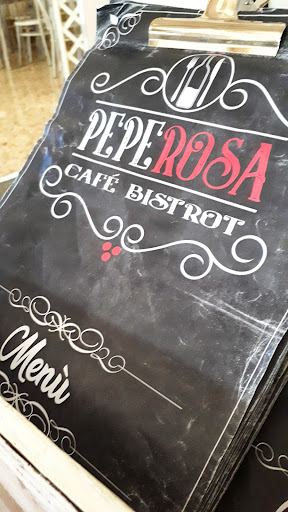 PEPEROSA
CAFÉ BISTROT
Menù